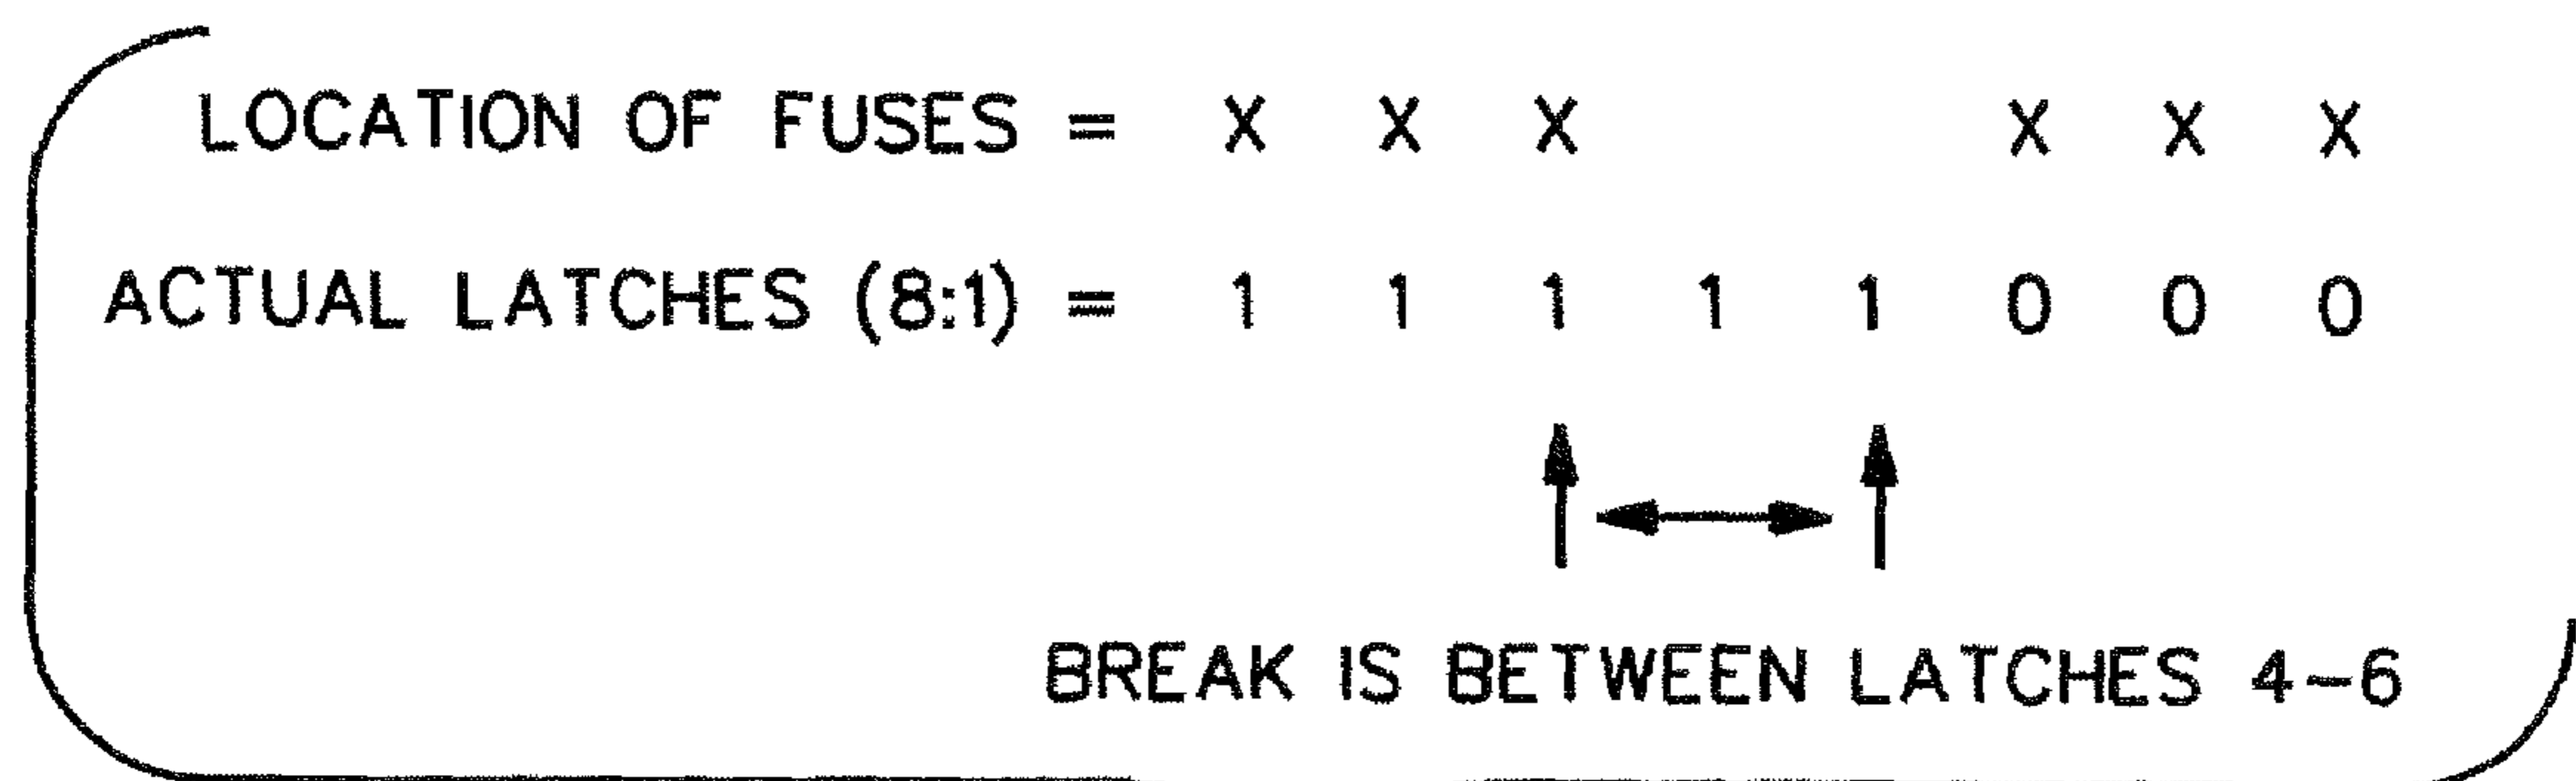 LOCATION OF FUSES = X X X X X X
ACTUAL LATCHES (8:1) = 1 1 1 1 1 0 0 0
BREAK IS BETWEEN LATCHES 4-6